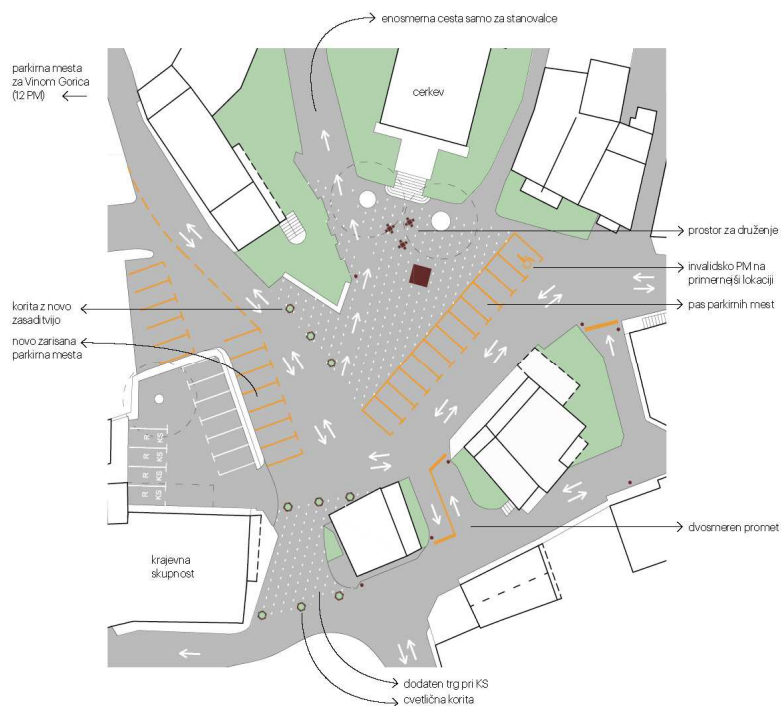 enosmerna cesta samo za stanovalce
parkirna mesta
za Vinom Gorica
(12 PM)
cerkev
prostor za druženje
invalidsko PM na
primernejši lokaciji
pas parkirnih mest
korita z novo
zasaditvijo
novo zarisana
parkirna mesta
R KS
R KS
R KS
R KS
dvosmeren promet
krajevna
skupnost
dodaten trg pri KS
cvetlična korita